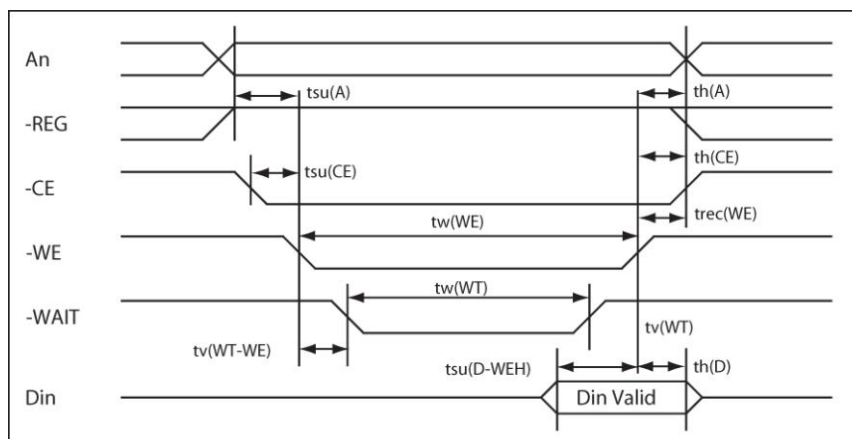 An
tsu(A)
th(A)
-REG
th(CE)
tsu(CE)
-CE
trec(WE)
tw(WE)
-WE
tw(WT)
-WAIT
tv(WT)
tv(WT-WE)
tsu(D-WEH)
th(D)
Din
Din Valid